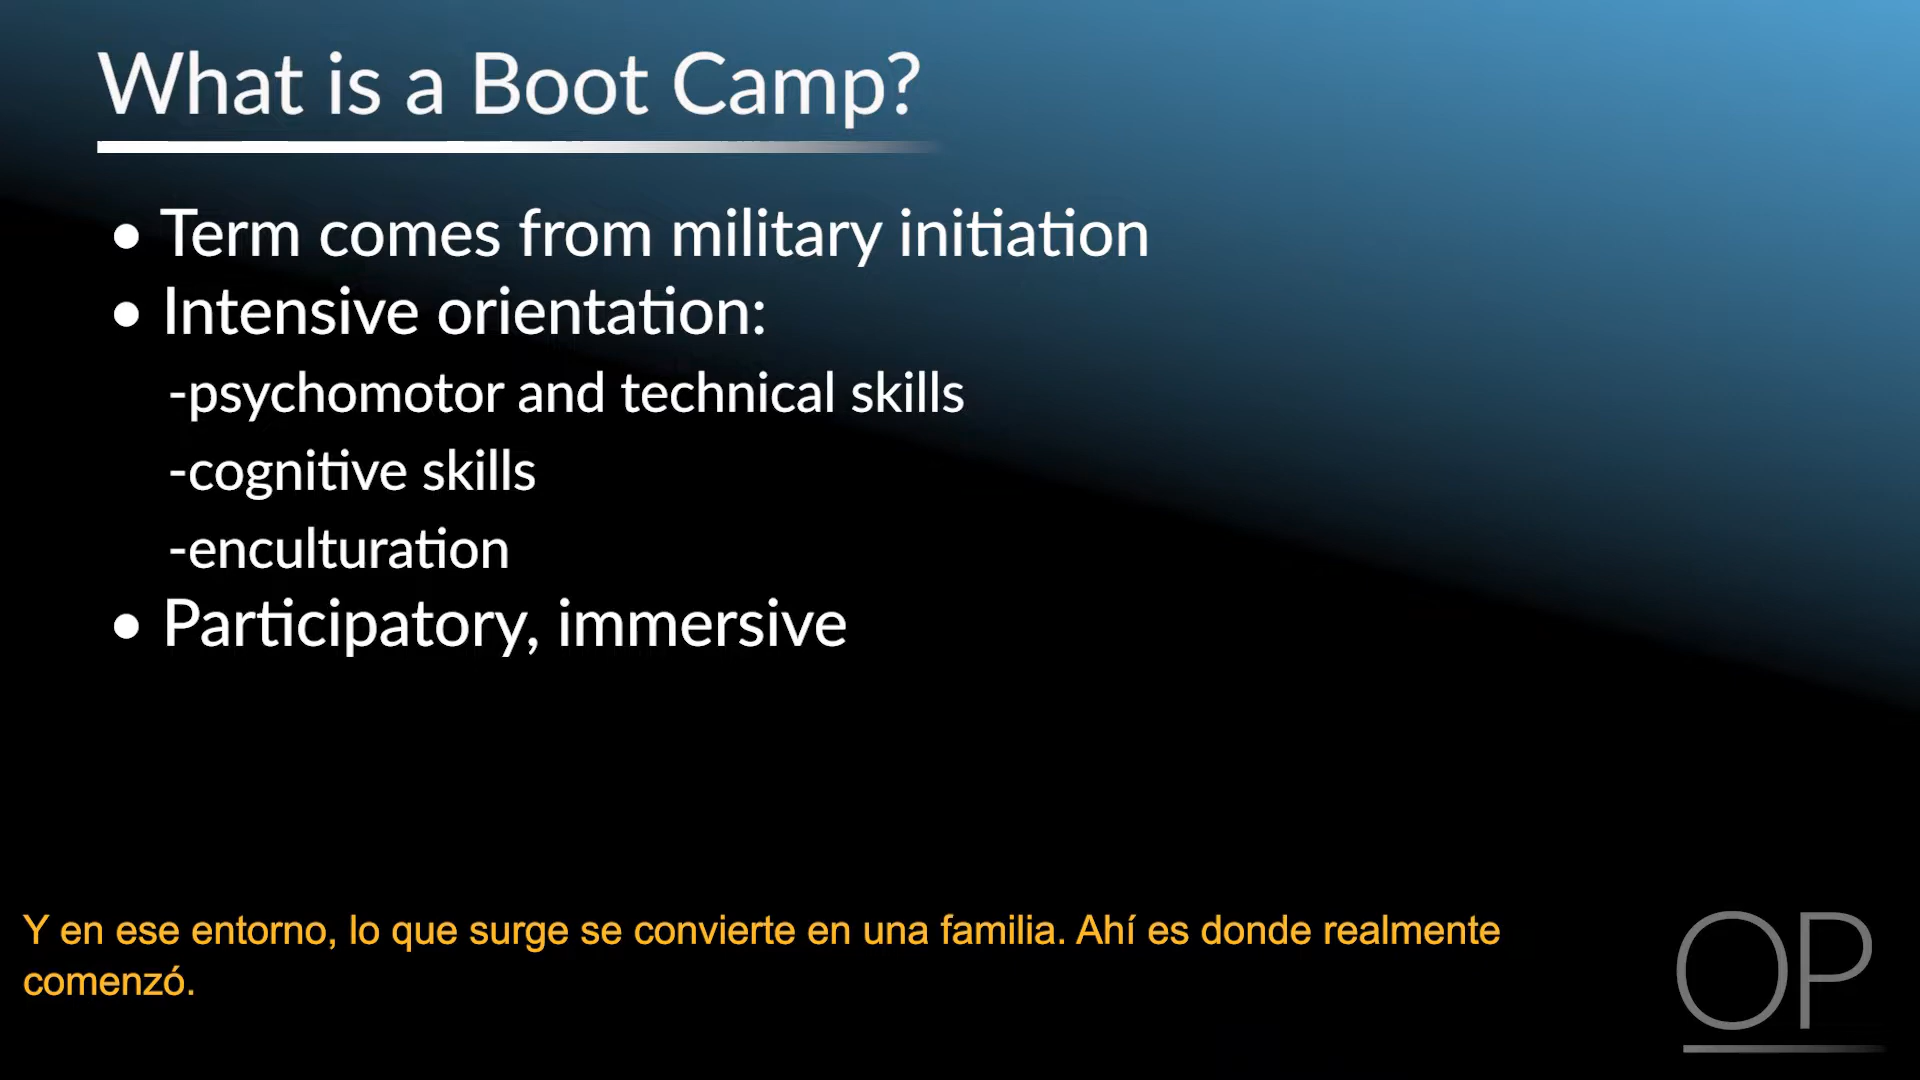 What is a Boot Camp?
• Term comes from military initiation
• Intensive orientation:
-psychomotor and technical skills
-cognitive skills
-enculturation
• Participatory, immersive
Y en ese entorno, lo que surge se convierte en una familia. Ahí es donde realmente
comenzó.
OP